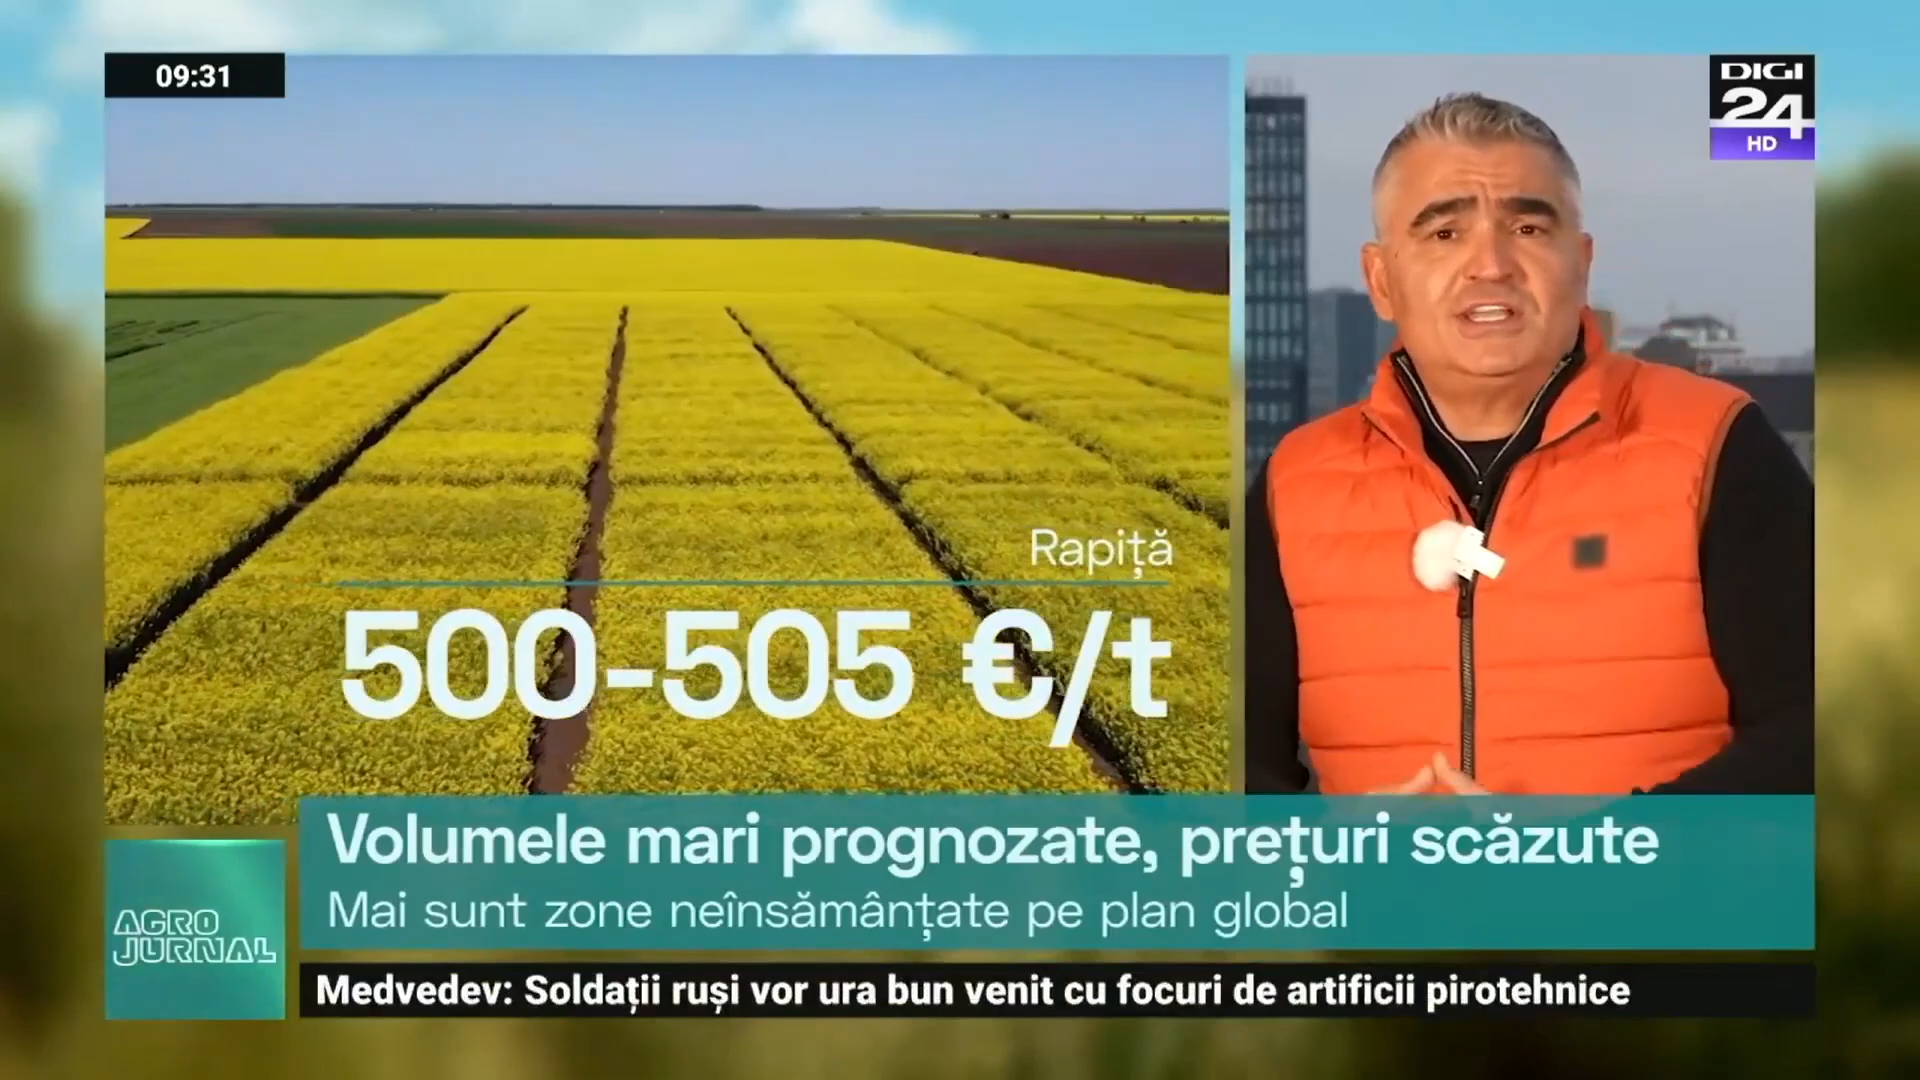 09:31
DIGI
24
HD
Rapiță
500-505 €/t
Volumele mari prognozate, prețuri scăzute
Mai sunt zone neînsămânțate pe plan global
AGRO
JURNAL
Medvedev: Soldații ruși vor ura bun venit cu focuri de artificii pirotehnice